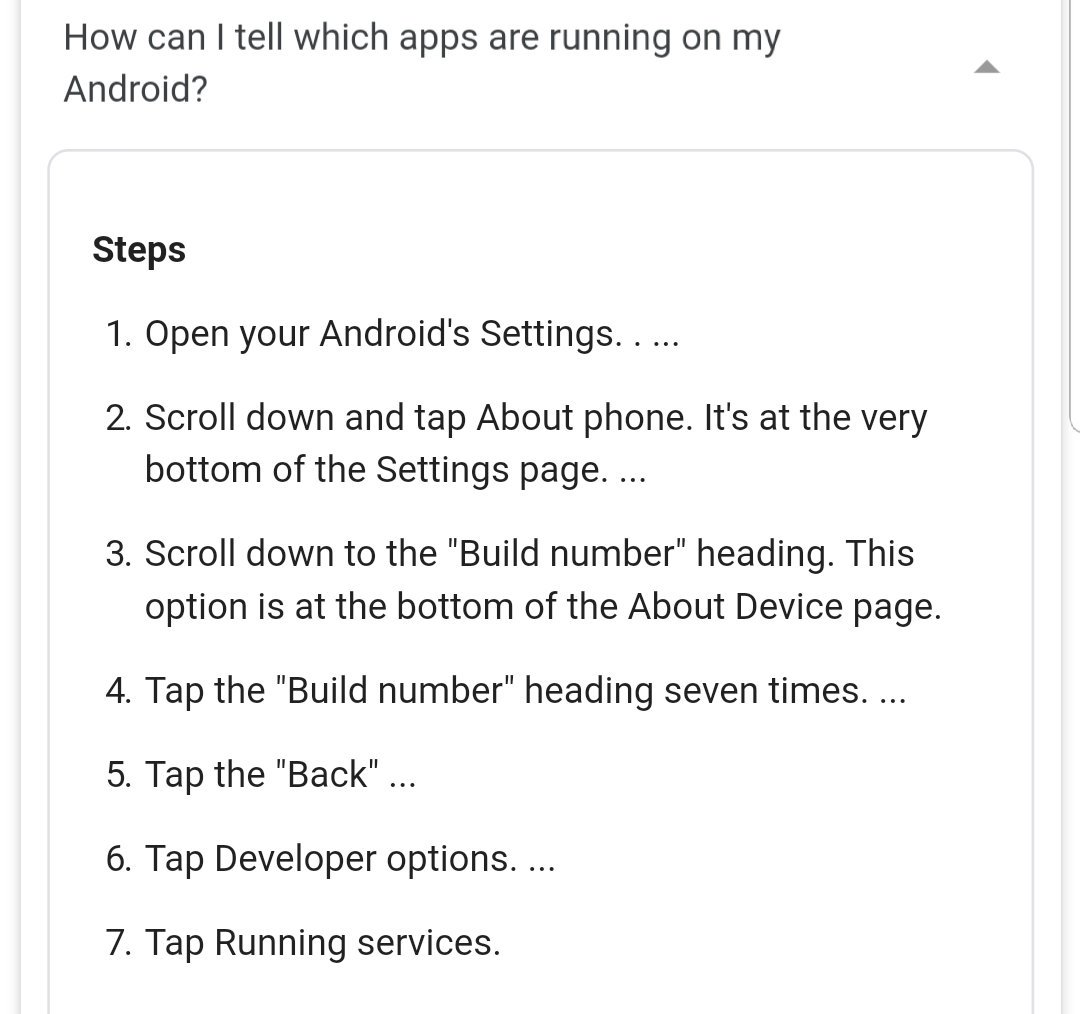 How can I tell which apps are running on my
Android?
Steps
1. Open your Android's Settings. . ...
2. Scroll down and tap About phone. It's at the very
bottom of the Settings page. ...
3. Scroll down to the "Build number" heading. This
option is at the bottom of the About Device page.
4. Tap the "Build number" heading seven times. ...
5. Tap the "Back" ...
6. Tap Developer options. ...
7. Tap Running services.